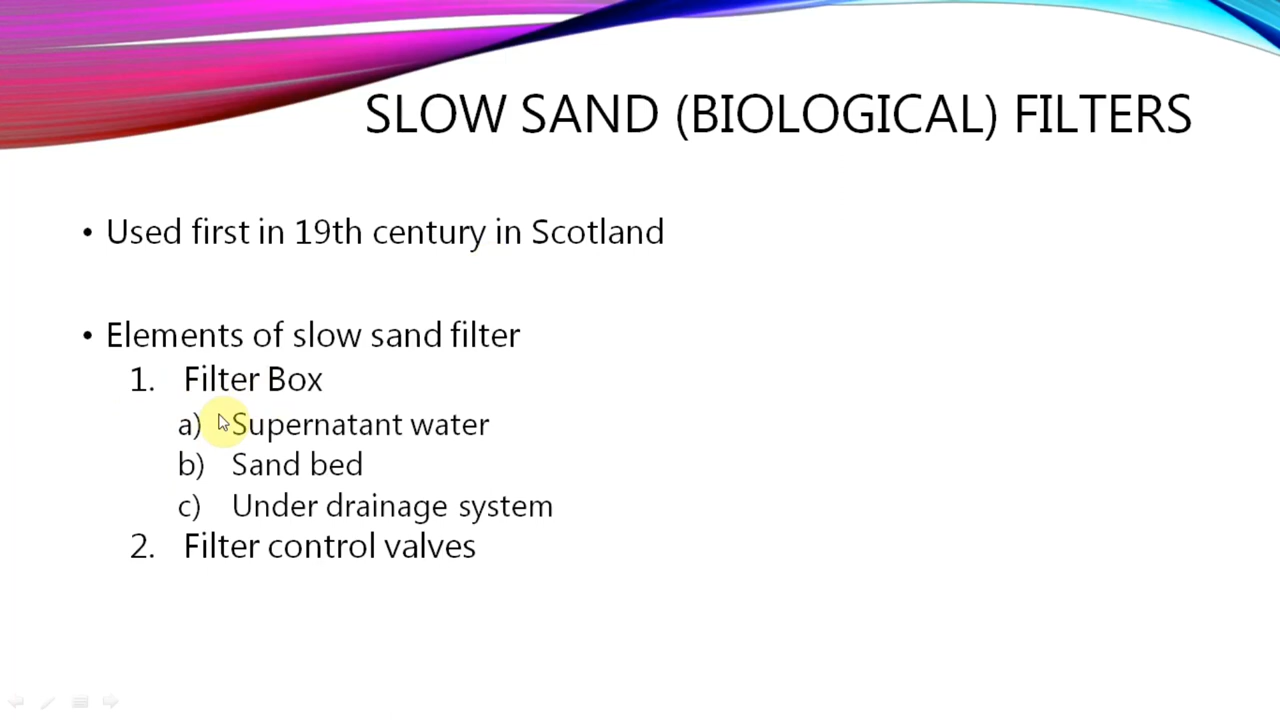 SLOW SAND (BIOLOGICAL) FILTERS
• Used first in 19th century in Scotland
• Elements of slow sand filter
1. Filter Box
a) Supernatant water
b) Sand bed
c) Under drainage system
2. Filter control valves